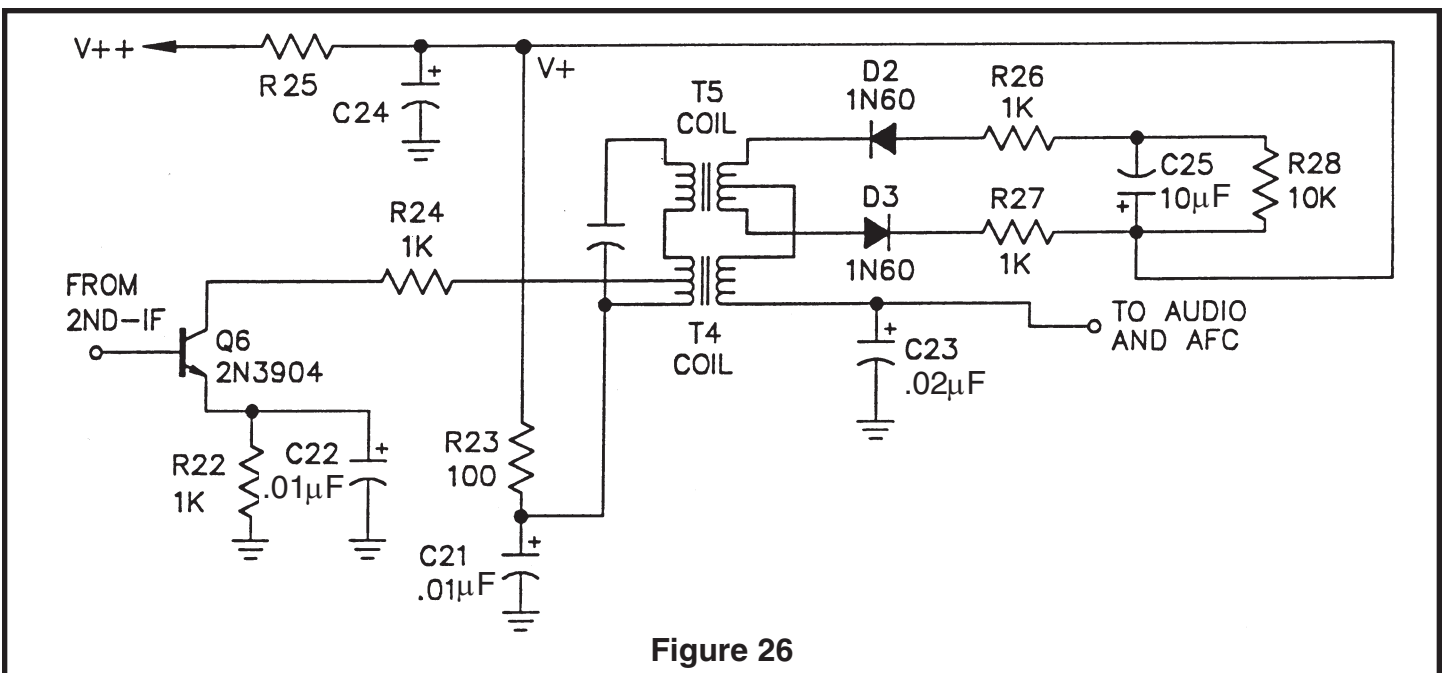 V++
R25
C24
+
V+
T5
COIL
D2
1N60
R26
1K
C25
10µF
+
R28
10K
D3
1N60
R27
1K
R24
1K
FROM
2ND-IF
Q6
2N3904
T4
COIL
+
C23
.02µF
TO AUDIO
AND AFC
R22
1K
C22
.01µF
+
R23
100
C21
.01µF
+
Figure 26